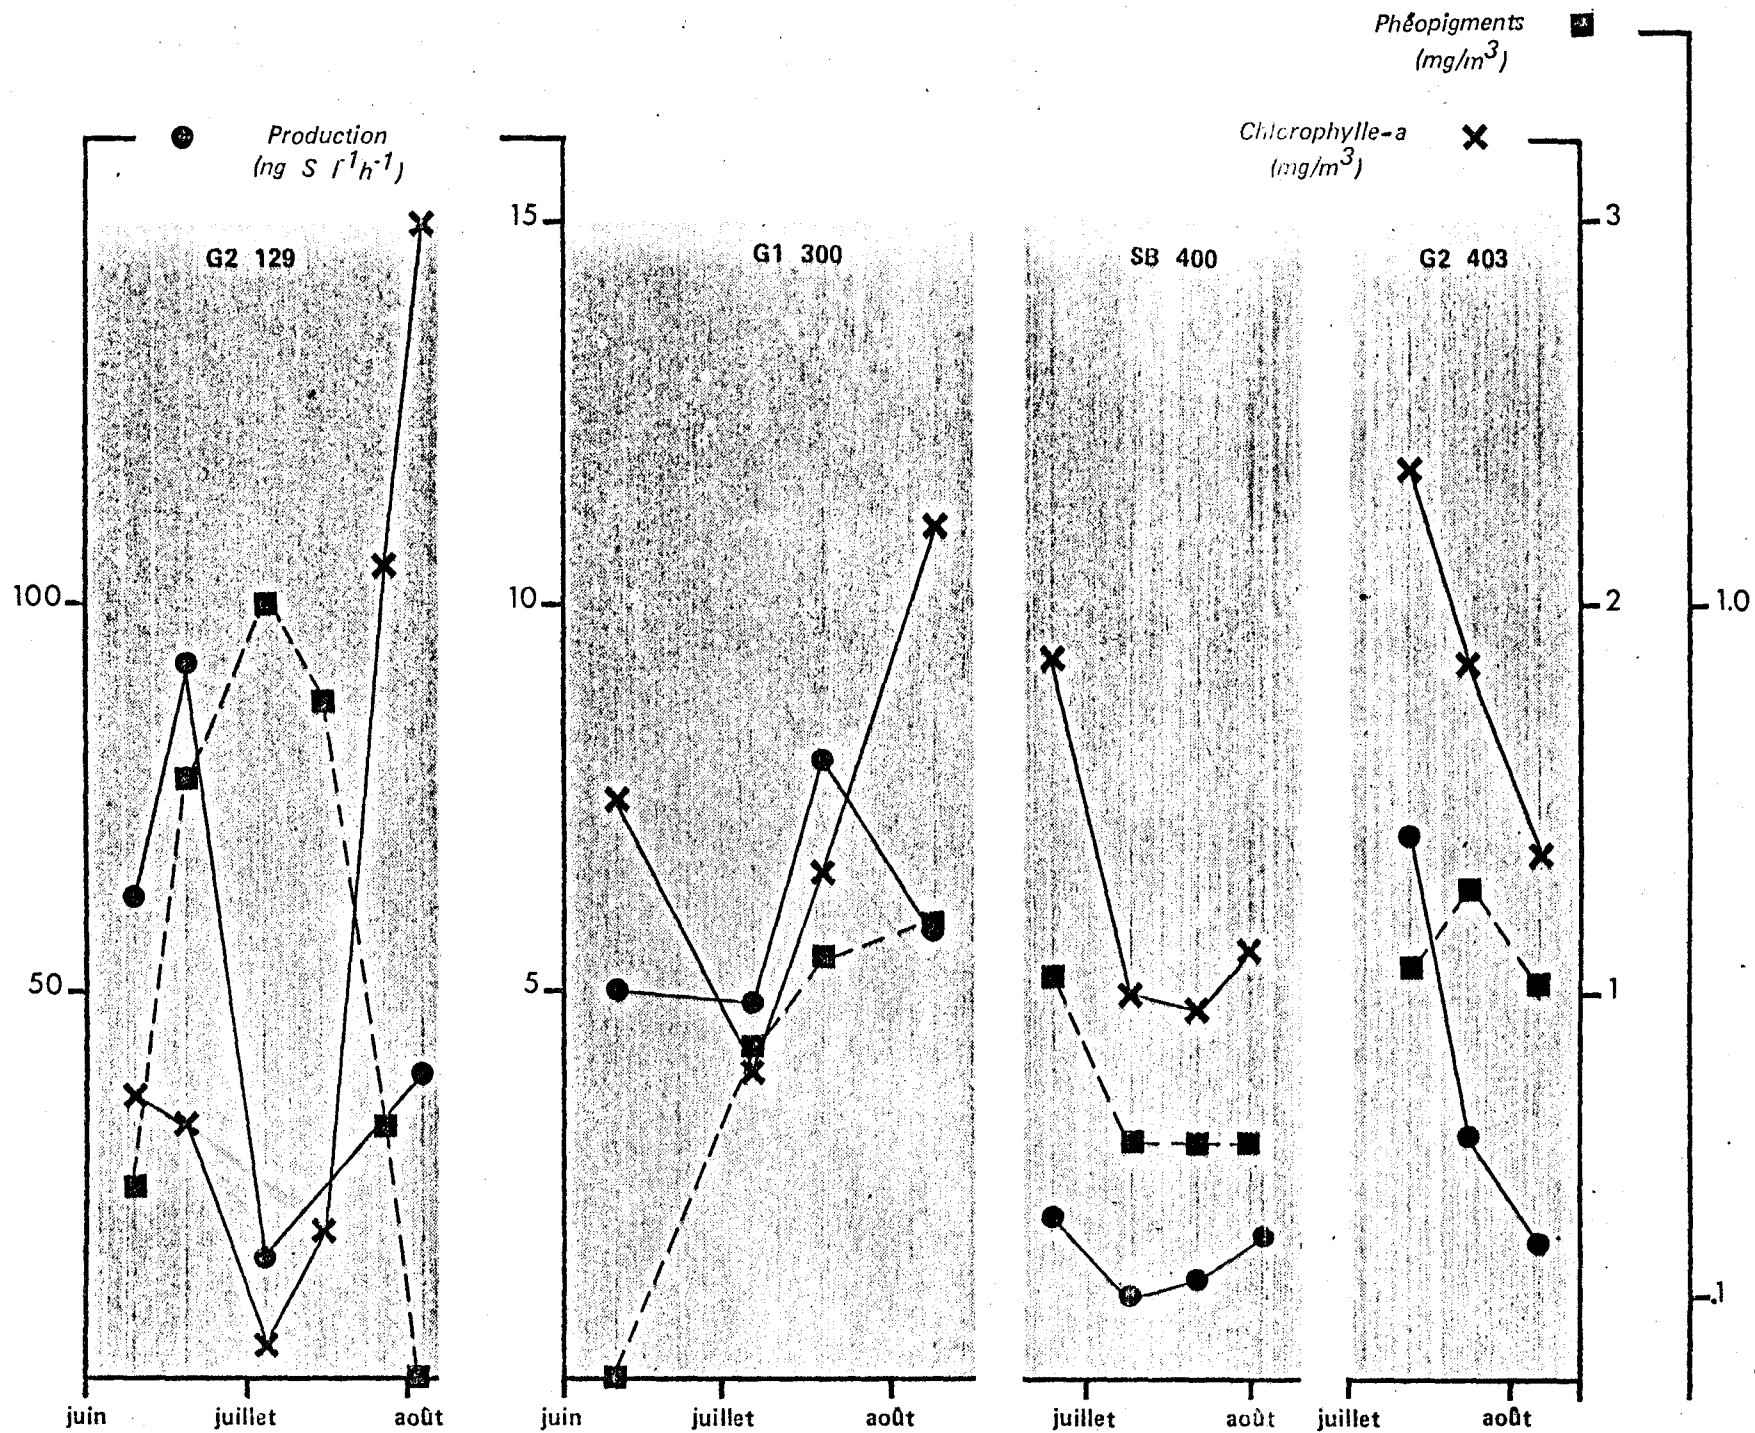 Phéopigments
(mg/m³)
Production
(ng S l⁻¹h⁻¹)
Chlorophylle-a
(mg/m³)
15
3
G2 129
G1 300
SB 400
G2 403
100
10
2
1.0
50
5
1
.1
juin juillet août
juin juillet août
juillet août
juillet août